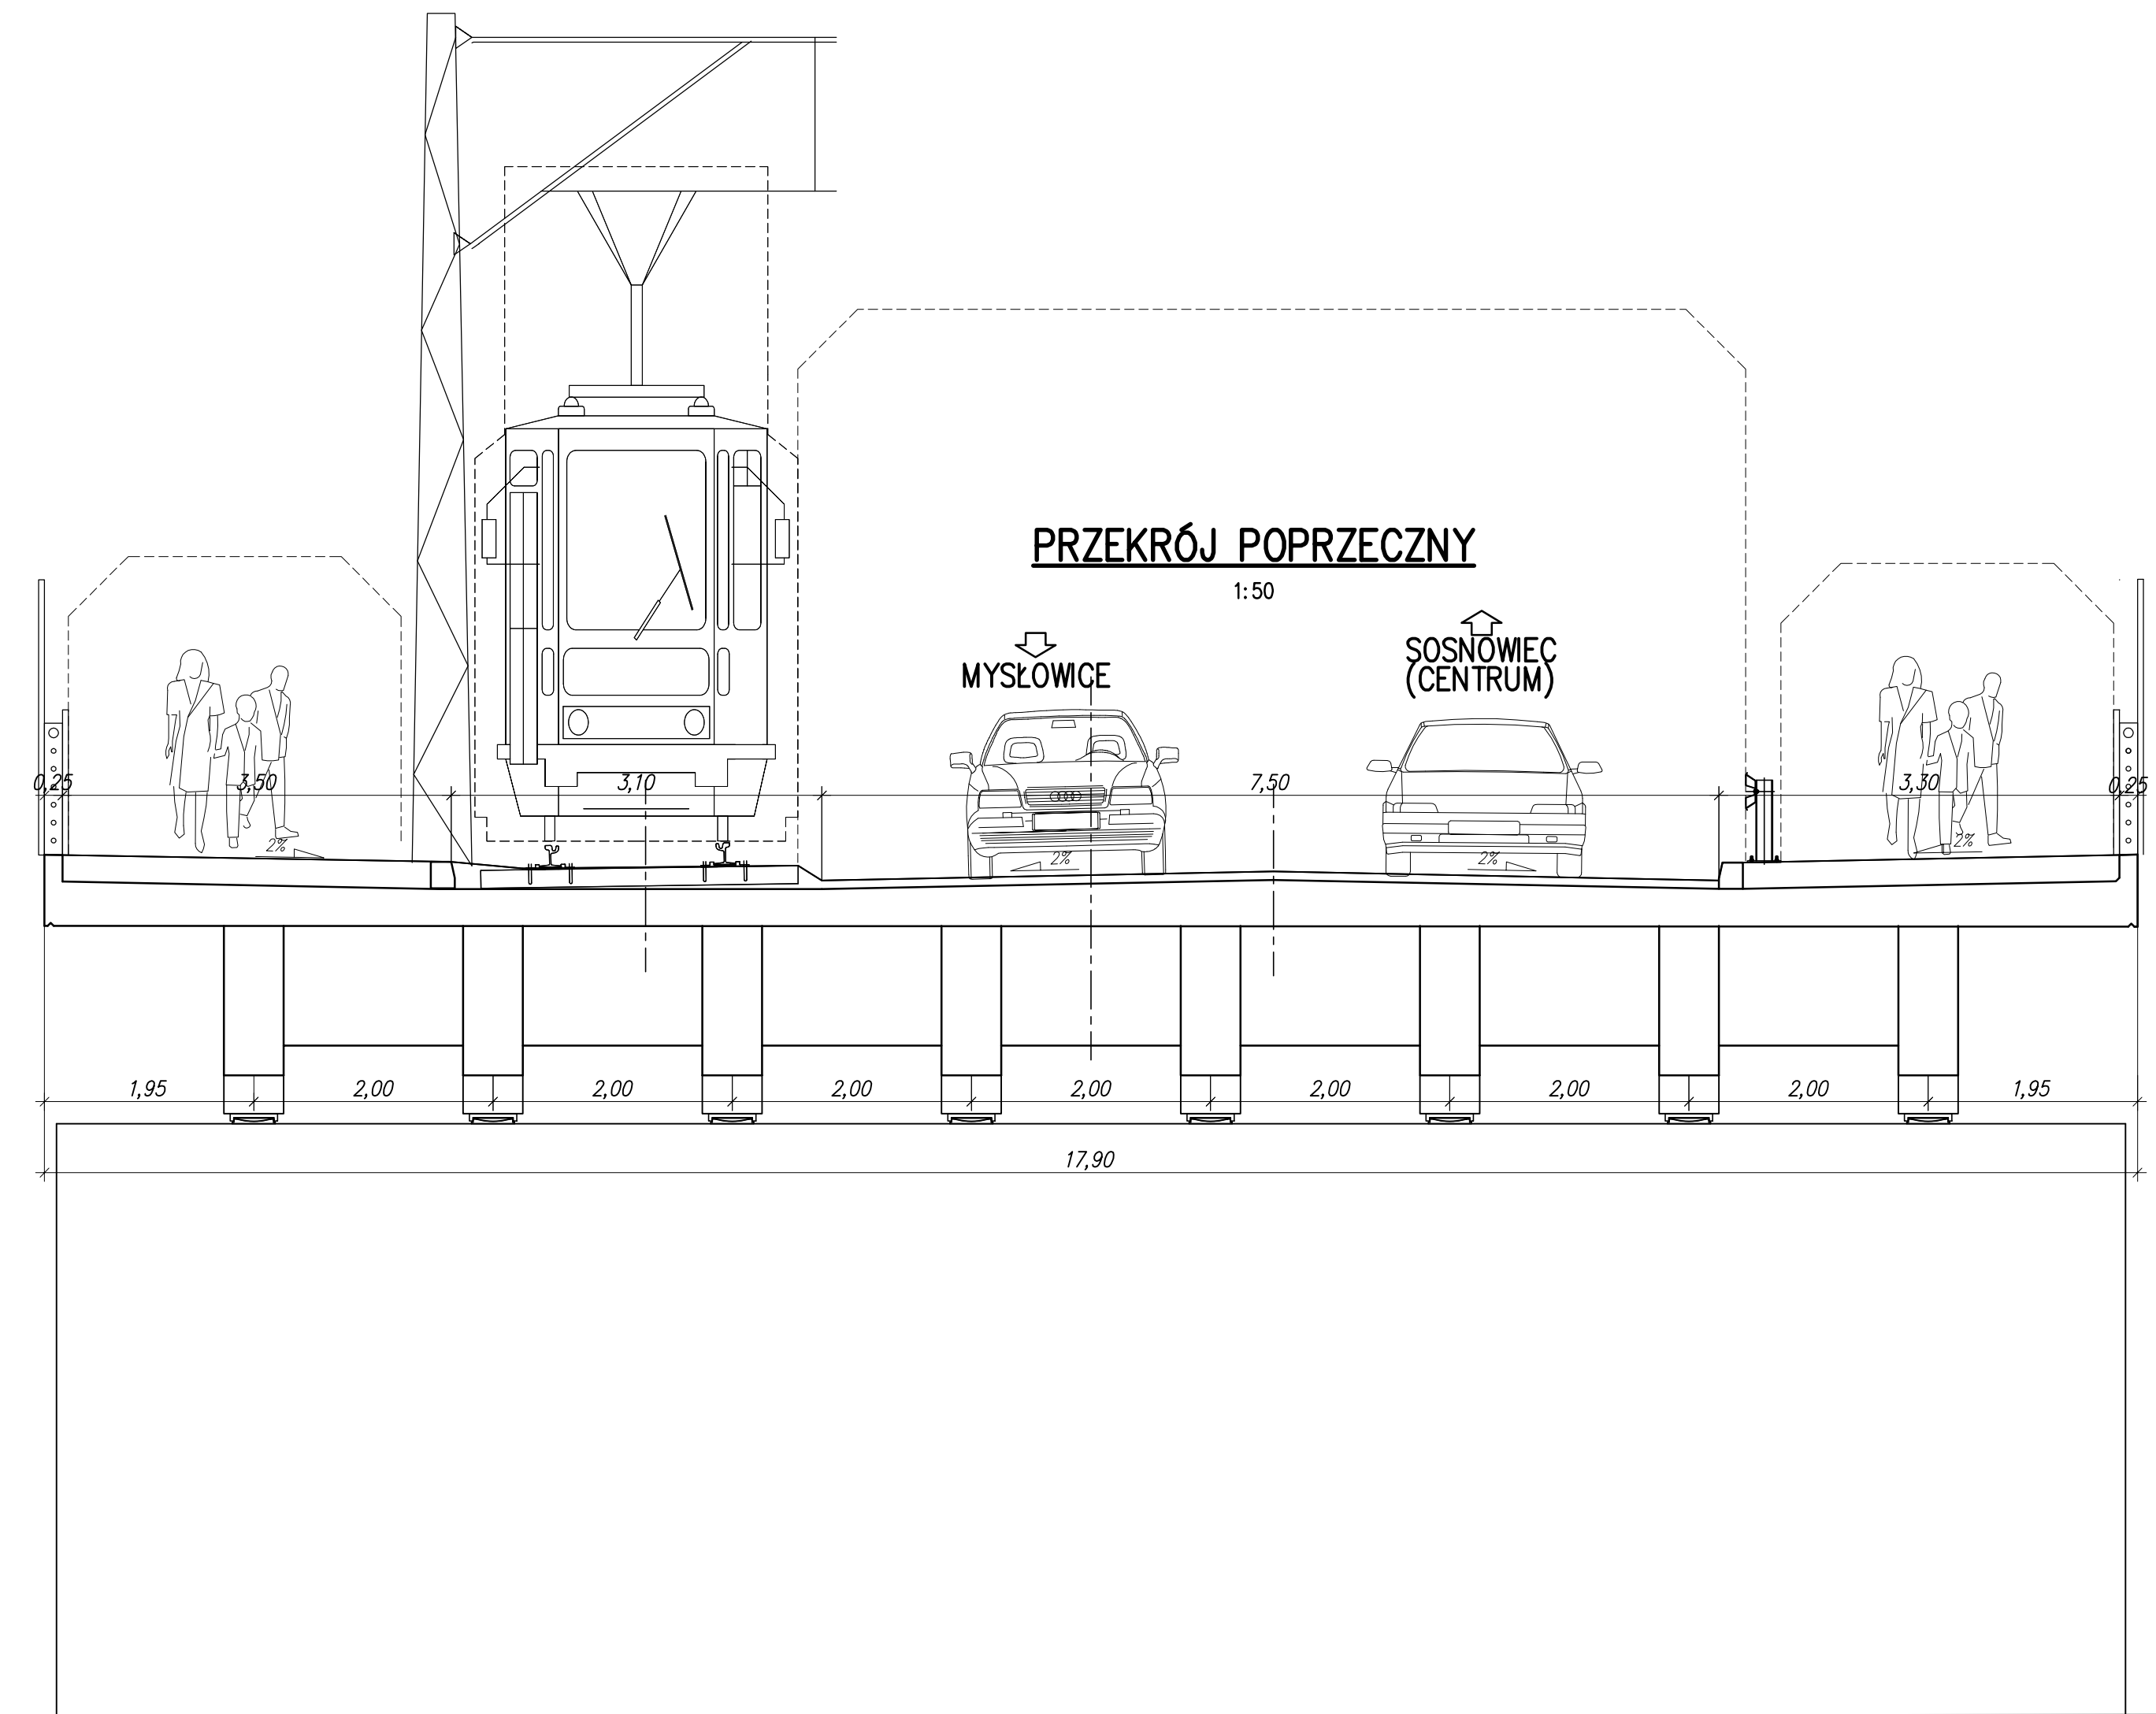 PRZEKRÓJ POPRZECZNY
1:50
MYSŁOWICE
SOSNOWIEC
(CENTRUM)
0,25 3,50 3,10 7,50 3,30 0,25
2% 2% 2% 2%
1,95 2,00 2,00 2,00 2,00 2,00 2,00 2,00 1,95
17,90